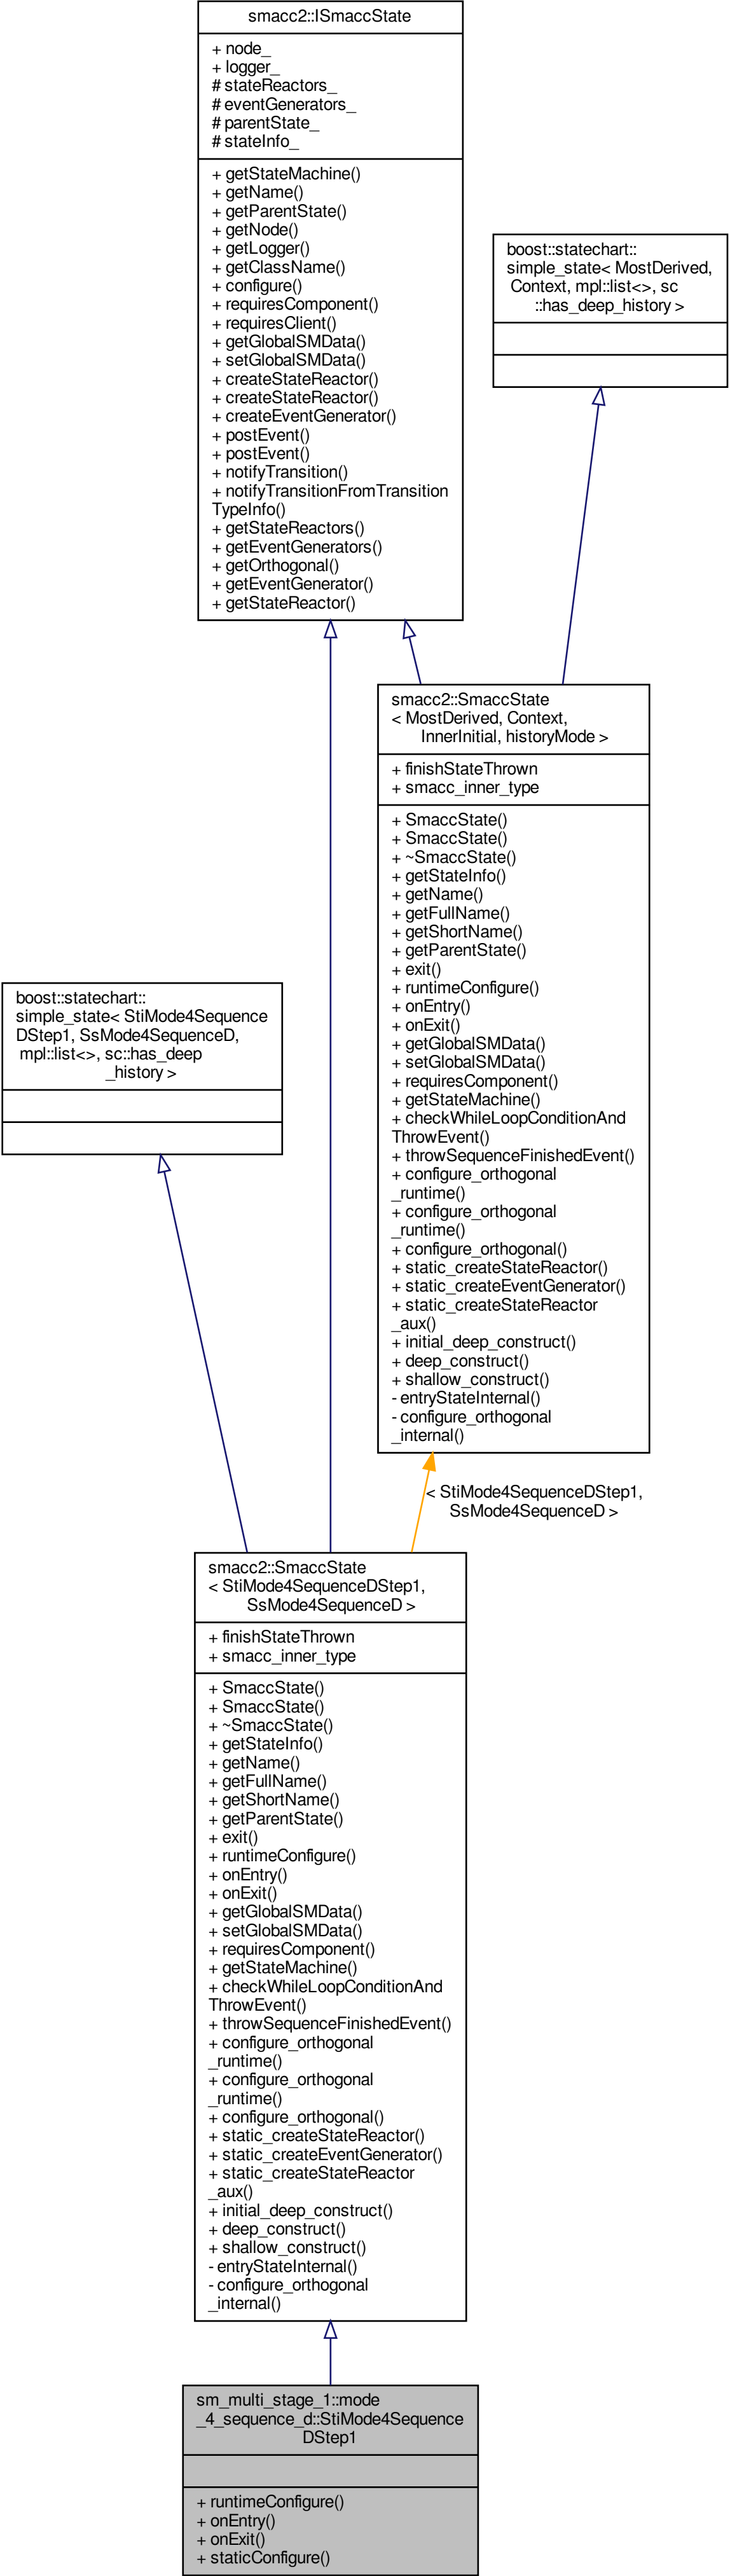 smacc2::ISmaccState
+ node_
+ logger_
# stateReactors_
# eventGenerators_
# parentState_
# stateInfo_
+ getStateMachine()
+ getName()
+ getParentState()
+ getNode()
+ getLogger()
+ getClassName()
+ configure()
+ requiresComponent()
+ requiresClient()
+ getGlobalSMData()
+ setGlobalSMData()
+ createStateReactor()
+ createStateReactor()
+ createEventGenerator()
+ postEvent()
+ postEvent()
+ notifyTransition()
+ notifyTransitionFromTransition
TypeInfo()
+ getStateReactors()
+ getEventGenerators()
+ getOrthogonal()
+ getEventGenerator()
+ getStateReactor()
boost::statechart::
simple_state< MostDerived,
Context, mpl::list<>, sc
::has_deep_history >
smacc2::SmaccState
< MostDerived, Context,
InnerInitial, historyMode >
+ finishStateThrown
+ smacc_inner_type
+ SmaccState()
+ SmaccState()
+ ~SmaccState()
+ getStateInfo()
+ getName()
+ getFullName()
+ getShortName()
+ getParentState()
+ exit()
+ runtimeConfigure()
+ onEntry()
+ onExit()
+ getGlobalSMData()
+ setGlobalSMData()
+ requiresComponent()
+ getStateMachine()
+ checkWhileLoopConditionAnd
ThrowEvent()
+ throwSequenceFinishedEvent()
+ configure_orthogonal
_runtime()
+ configure_orthogonal
_runtime()
+ configure_orthogonal()
+ static_createStateReactor()
+ static_createEventGenerator()
+ static_createStateReactor
_aux()
+ initial_deep_construct()
+ deep_construct()
+ shallow_construct()
- entryStateInternal()
- configure_orthogonal
_internal()
boost::statechart::
simple_state< StiMode4Sequence
DStep1, SsMode4SequenceD,
mpl::list<>, sc::has_deep
_history >
< StiMode4SequenceDStep1,
SsMode4SequenceD >
smacc2::SmaccState
< StiMode4SequenceDStep1,
SsMode4SequenceD >
+ finishStateThrown
+ smacc_inner_type
+ SmaccState()
+ SmaccState()
+ ~SmaccState()
+ getStateInfo()
+ getName()
+ getFullName()
+ getShortName()
+ getParentState()
+ exit()
+ runtimeConfigure()
+ onEntry()
+ onExit()
+ getGlobalSMData()
+ setGlobalSMData()
+ requiresComponent()
+ getStateMachine()
+ checkWhileLoopConditionAnd
ThrowEvent()
+ throwSequenceFinishedEvent()
+ configure_orthogonal
_runtime()
+ configure_orthogonal
_runtime()
+ configure_orthogonal()
+ static_createStateReactor()
+ static_createEventGenerator()
+ static_createStateReactor
_aux()
+ initial_deep_construct()
+ deep_construct()
+ shallow_construct()
- entryStateInternal()
- configure_orthogonal
_internal()
sm_multi_stage_1::mode
_4_sequence_d::StiMode4Sequence
DStep1
+ runtimeConfigure()
+ onEntry()
+ onExit()
+ staticConfigure()